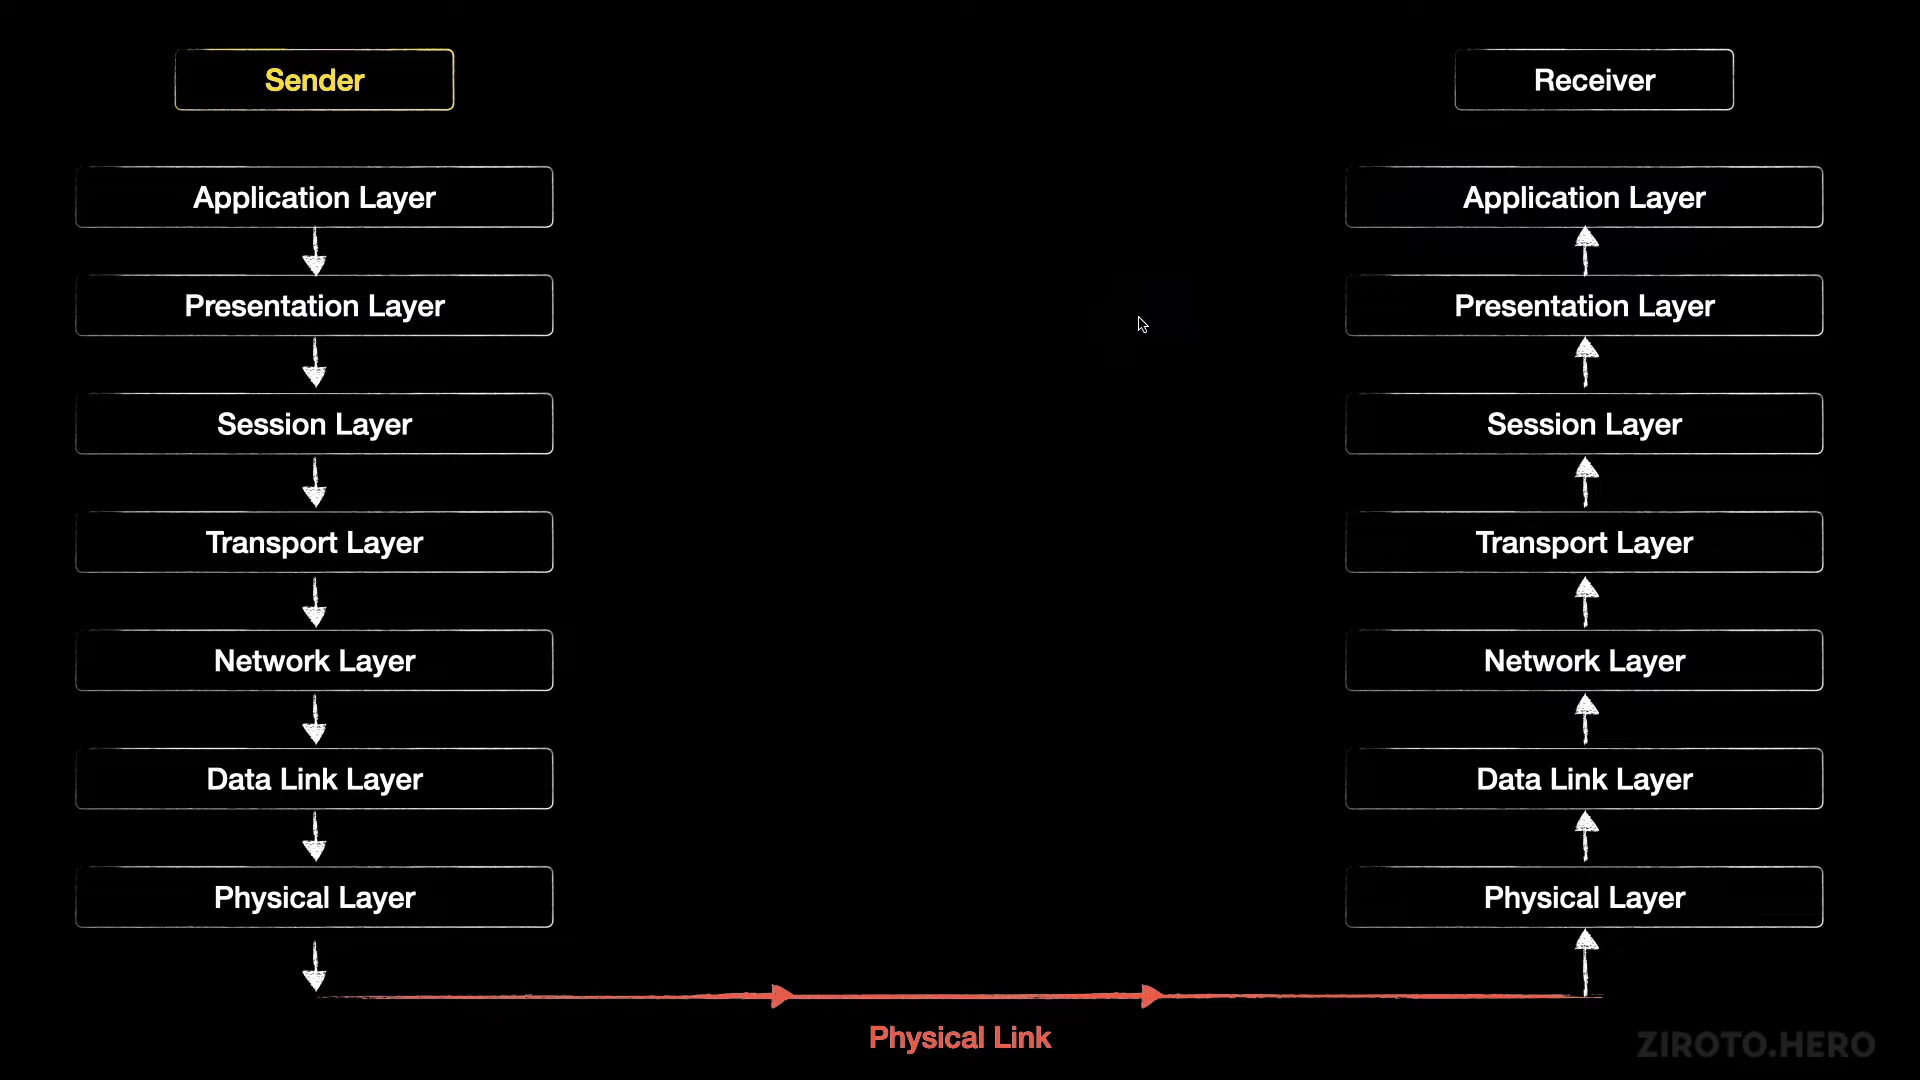 Sender
Receiver
Application Layer
Application Layer
Presentation Layer
Presentation Layer
Session Layer
Session Layer
Transport Layer
Transport Layer
Network Layer
Network Layer
Data Link Layer
Data Link Layer
Physical Layer
Physical Layer
Physical Link
ZIROTO.HERO